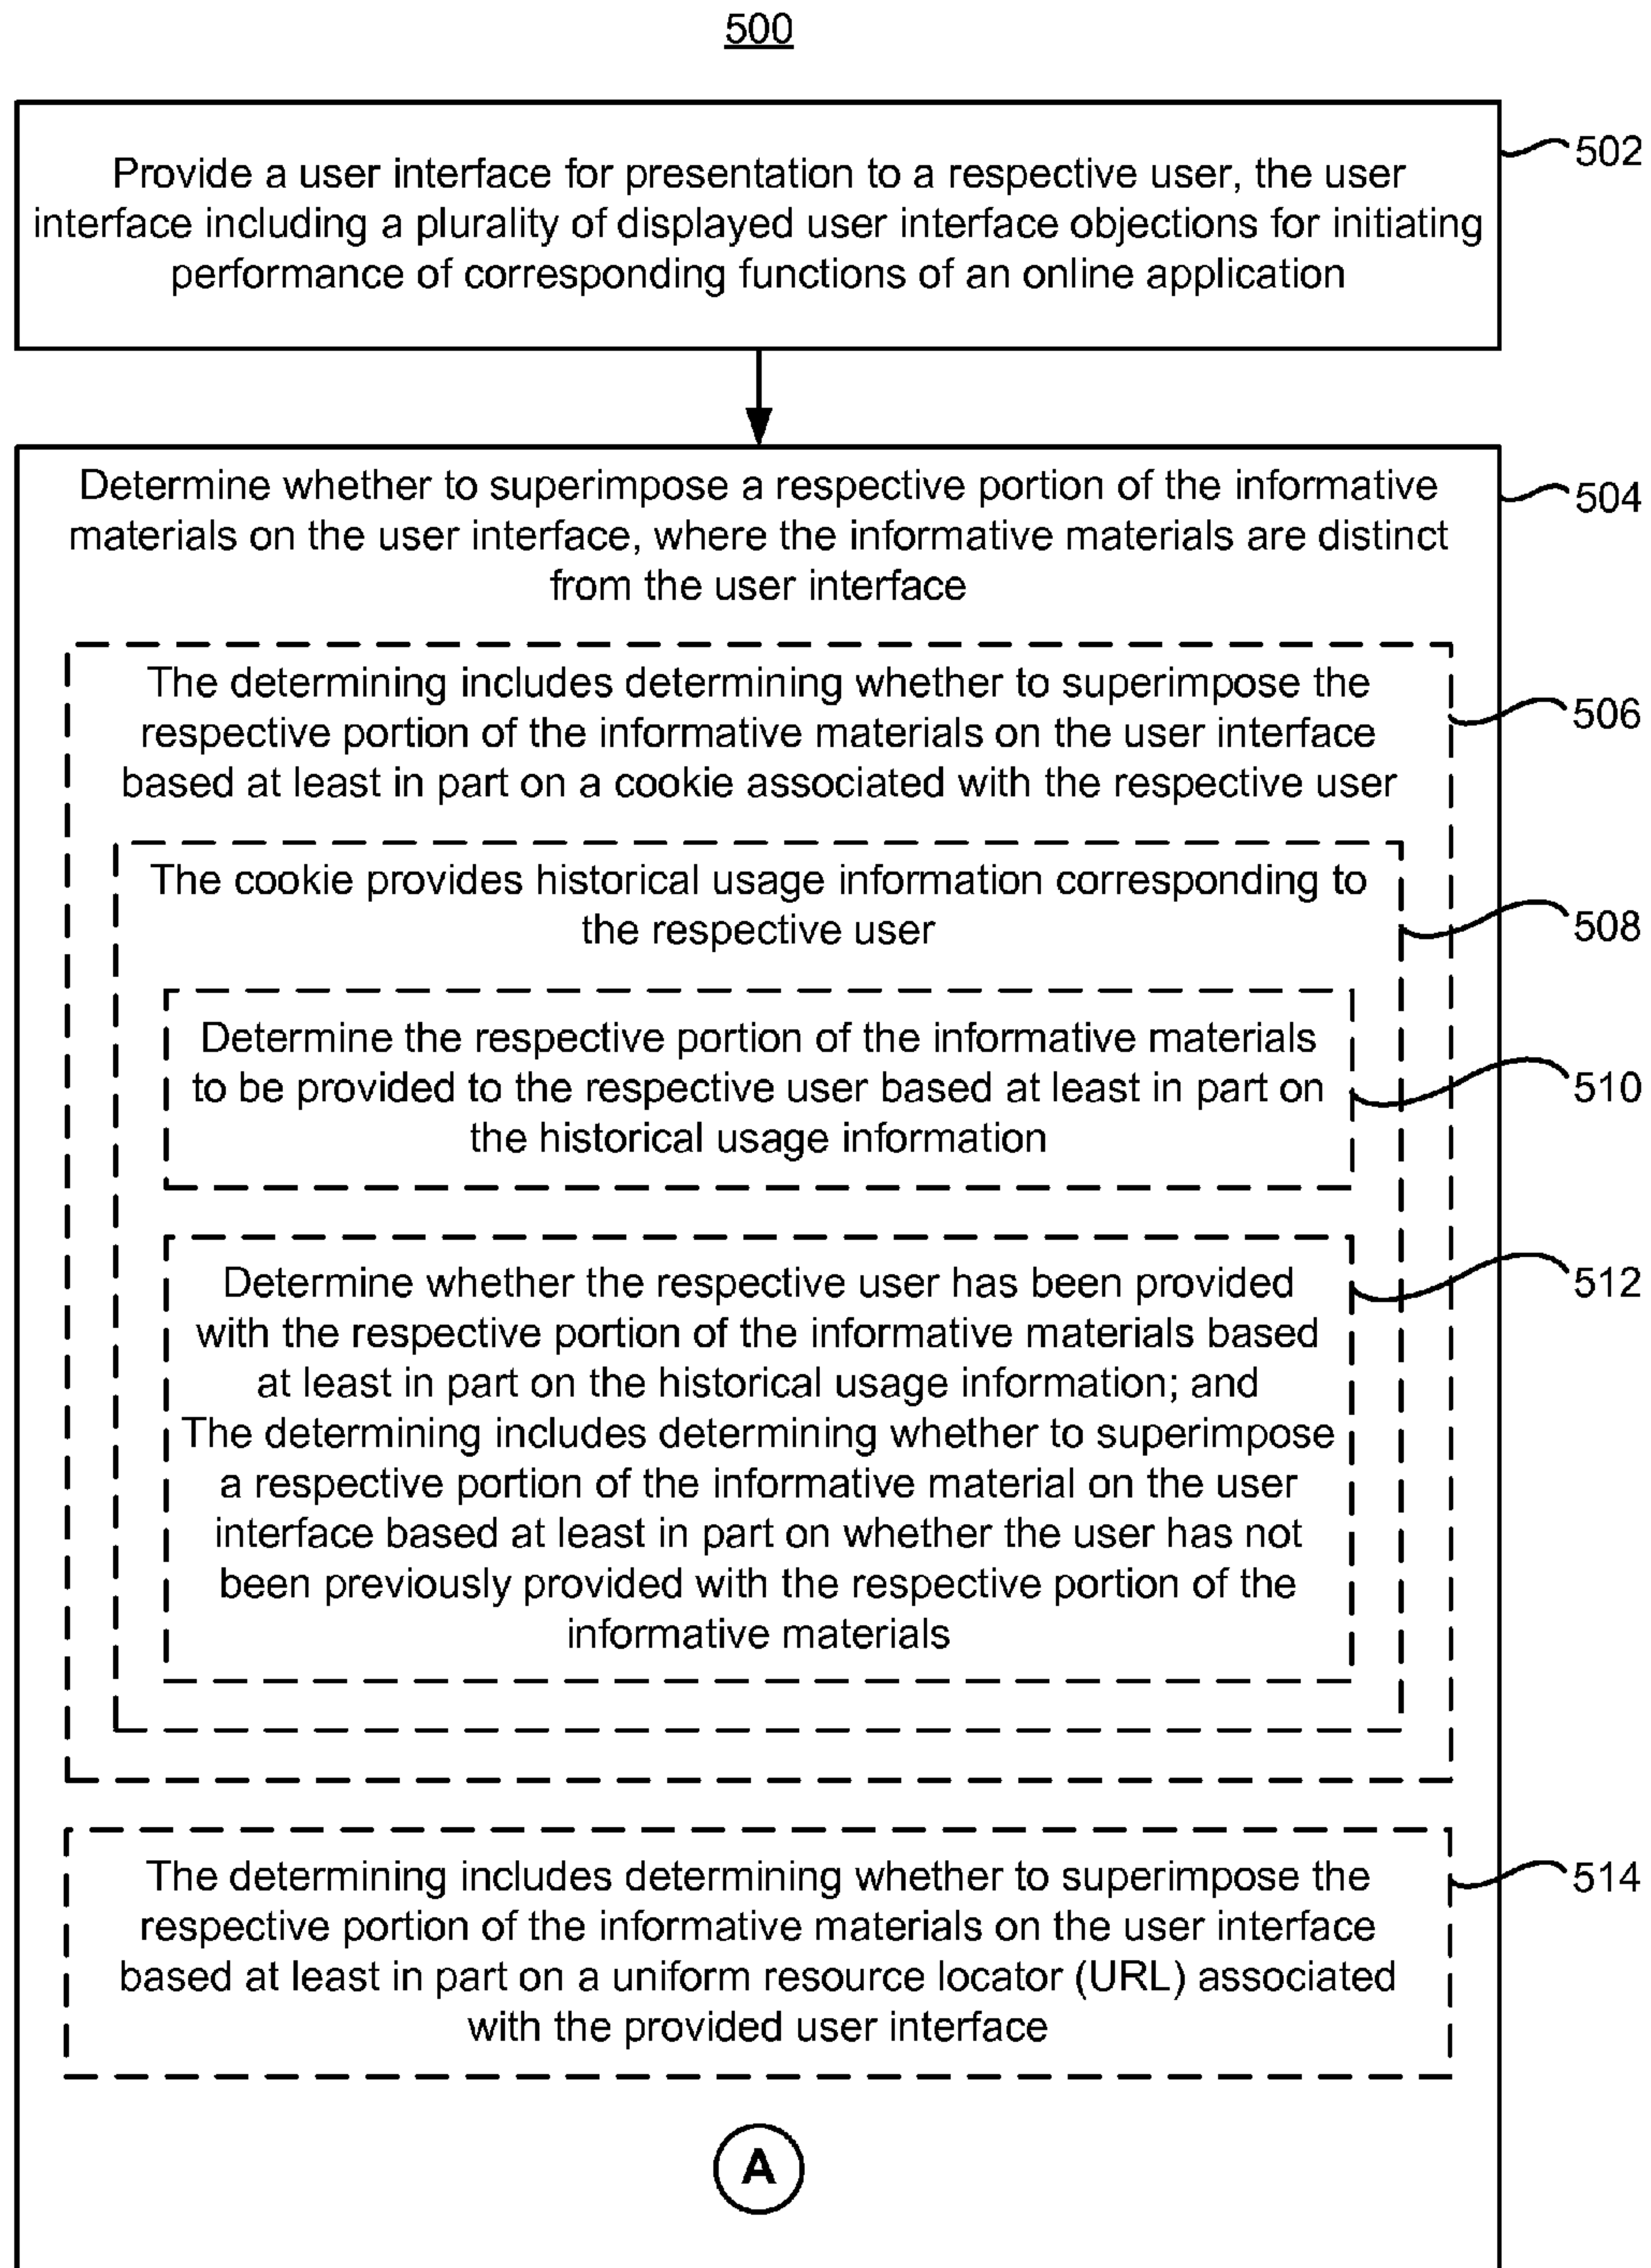 500
Provide a user interface for presentation to a respective user, the user
interface including a plurality of displayed user interface objections for initiating
performance of corresponding functions of an online application
502
Determine whether to superimpose a respective portion of the informative
materials on the user interface, where the informative materials are distinct
from the user interface
504
The determining includes determining whether to superimpose the
respective portion of the informative materials on the user interface
based at least in part on a cookie associated with the respective user
506
The cookie provides historical usage information corresponding to
the respective user
508
Determine the respective portion of the informative materials
to be provided to the respective user based at least in part on
the historical usage information
510
Determine whether the respective user has been provided
with the respective portion of the informative materials based
at least in part on the historical usage information; and
The determining includes determining whether to superimpose
a respective portion of the informative material on the user
interface based at least in part on whether the user has not
been previously provided with the respective portion of the
informative materials
512
The determining includes determining whether to superimpose the
respective portion of the informative materials on the user interface
based at least in part on a uniform resource locator (URL) associated
with the provided user interface
514
A